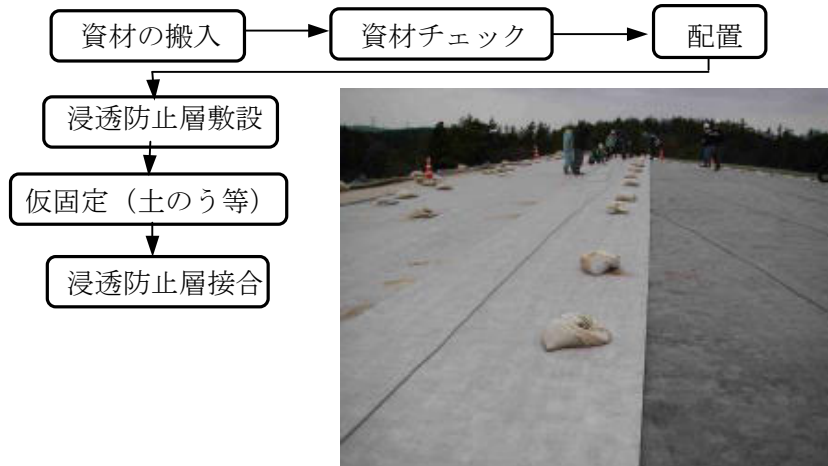 資材の搬入
資材チェック
配置
浸透防止層敷設
仮固定（土のう等）
浸透防止層接合